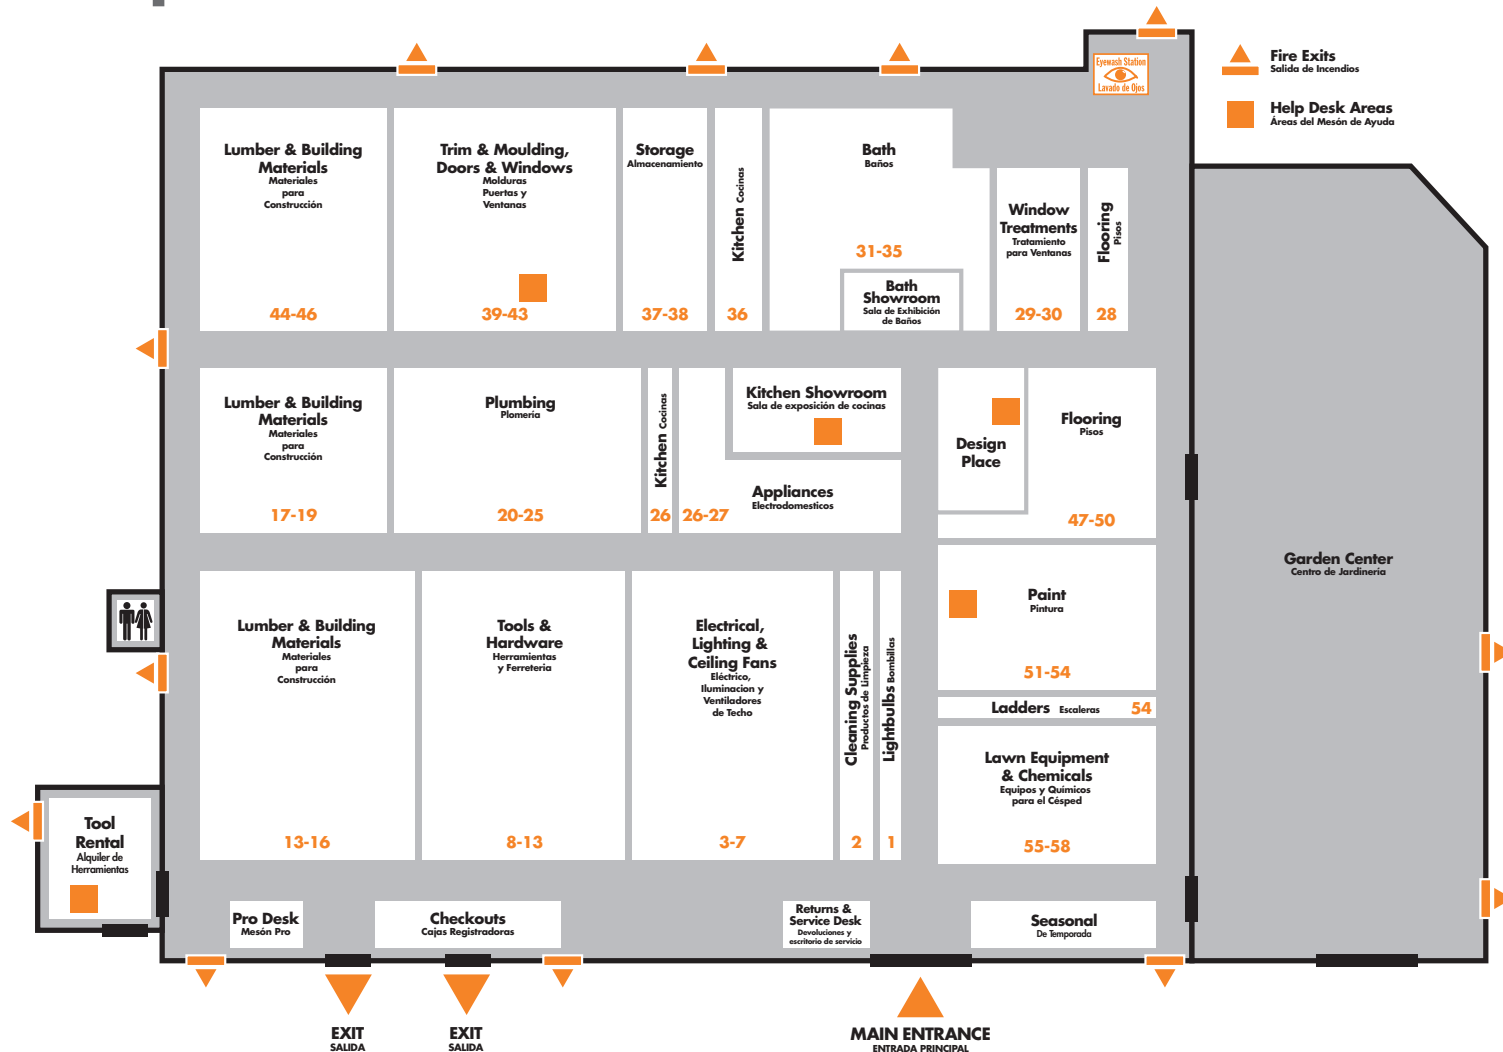 Eyewash Station
Lavado de Ojos
Fire Exits
Salida de Incendios
Help Desk Areas
Áreas del Mesón de Ayuda
Lumber & Building
Materials
Materiales
para
Construcción
44-46
Trim & Moulding,
Doors & Windows
Molduras
Puertas y
Ventanas
39-43
Storage
Almacenamiento
37-38
Kitchen Cocinas
36
Bath
Baños
31-35
Bath
Showroom
Sala de Exhibición
de Baños
Window
Treatments
Tratamiento
para Ventanas
29-30
Flooring
Pisos
28
Lumber & Building
Materials
Materiales
para
Construcción
17-19
Plumbing
Plomería
20-25
Kitchen Cocinas
26
Kitchen Showroom
Sala de exposición de cocinas
Appliances
Electrodomesticos
26-27
Design
Place
Flooring
Pisos
47-50
Garden Center
Centro de Jardinería
Lumber & Building
Materials
Materiales
para
Construcción
13-16
Tools &
Hardware
Herramientas
y Ferreteria
8-13
Electrical,
Lighting &
Ceiling Fans
Eléctrico,
Iluminacion y
Ventiladores
de Techo
3-7
Cleaning Supplies
Productos de Limpieza
2
Lightbulbs Bombillas
1
Paint
Pintura
51-54
Ladders Escaleras 54
Lawn Equipment
& Chemicals
Equipos y Químicos
para el Césped
55-58
Tool
Rental
Alquiler de
Herramientas
Pro Desk
Mesón Pro
Checkouts
Cajas Registradoras
Returns &
Service Desk
Devoluciones y
escritorio de servicio
Seasonal
De Temporada
EXIT
SALIDA
EXIT
SALIDA
MAIN ENTRANCE
ENTRADA PRINCIPAL